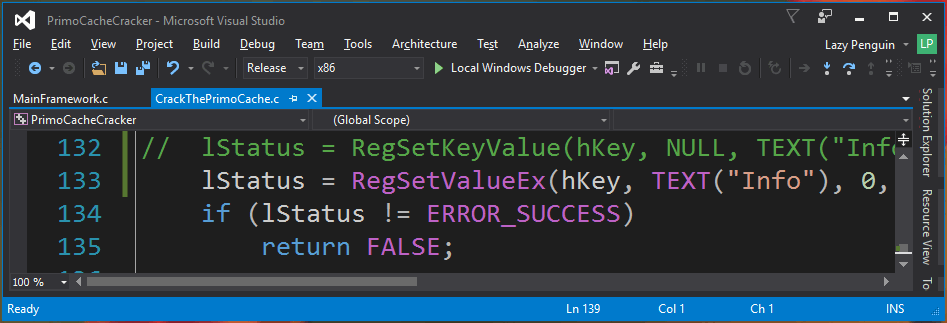 PrimoCacheCracker - Microsoft Visual Studio
File Edit View Project Build Debug Team Tools Architecture Test Analyze Window Help Lazy Penguin LP
Release x86 Local Windows Debugger
MainFramework.c CrackThePrimoCache.c
PrimoCacheCracker (Global Scope)
132 // lStatus = RegSetKeyValue(hKey, NULL, TEXT("Info
133 lStatus = RegSetValueEx(hKey, TEXT("Info"), 0,
134 if (lStatus != ERROR_SUCCESS)
135 return FALSE;
100 %
Ready Ln 139 Col 1 Ch 1 INS
Solution Explorer
Resource View
To